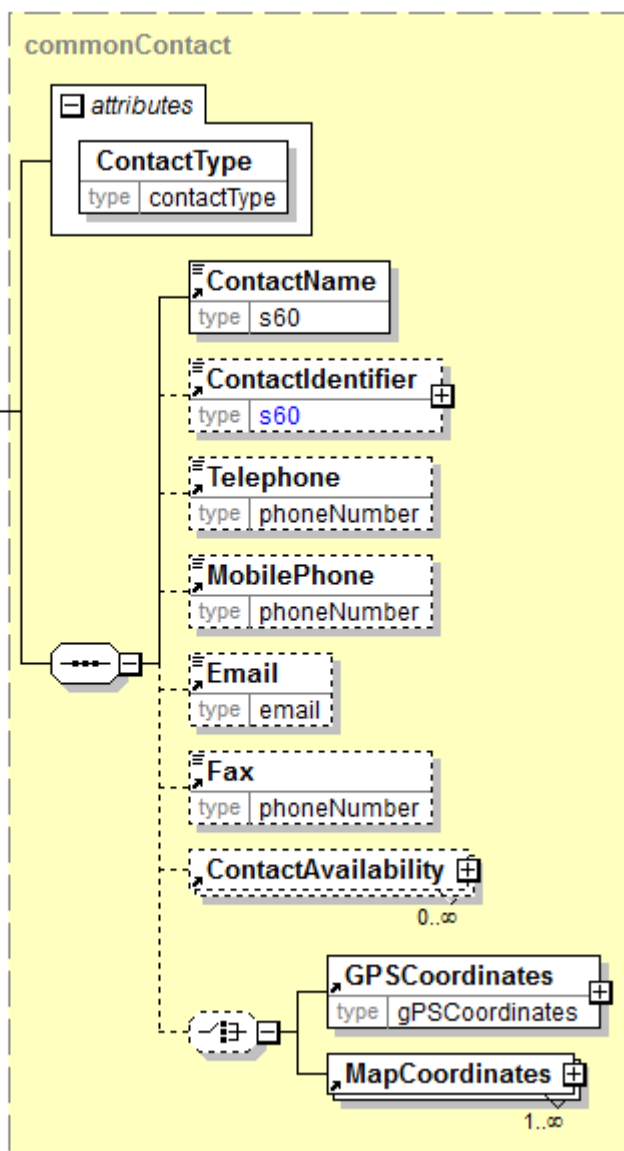 commonContact
attributes
ContactType
type contactType
ContactName
type s60
ContactIdentifier
type s60
Telephone
type phoneNumber
MobilePhone
type phoneNumber
Email
type email
Fax
type phoneNumber
ContactAvailability
0..∞
GPSCoordinates
type gPSCoordinates
MapCoordinates
1..∞